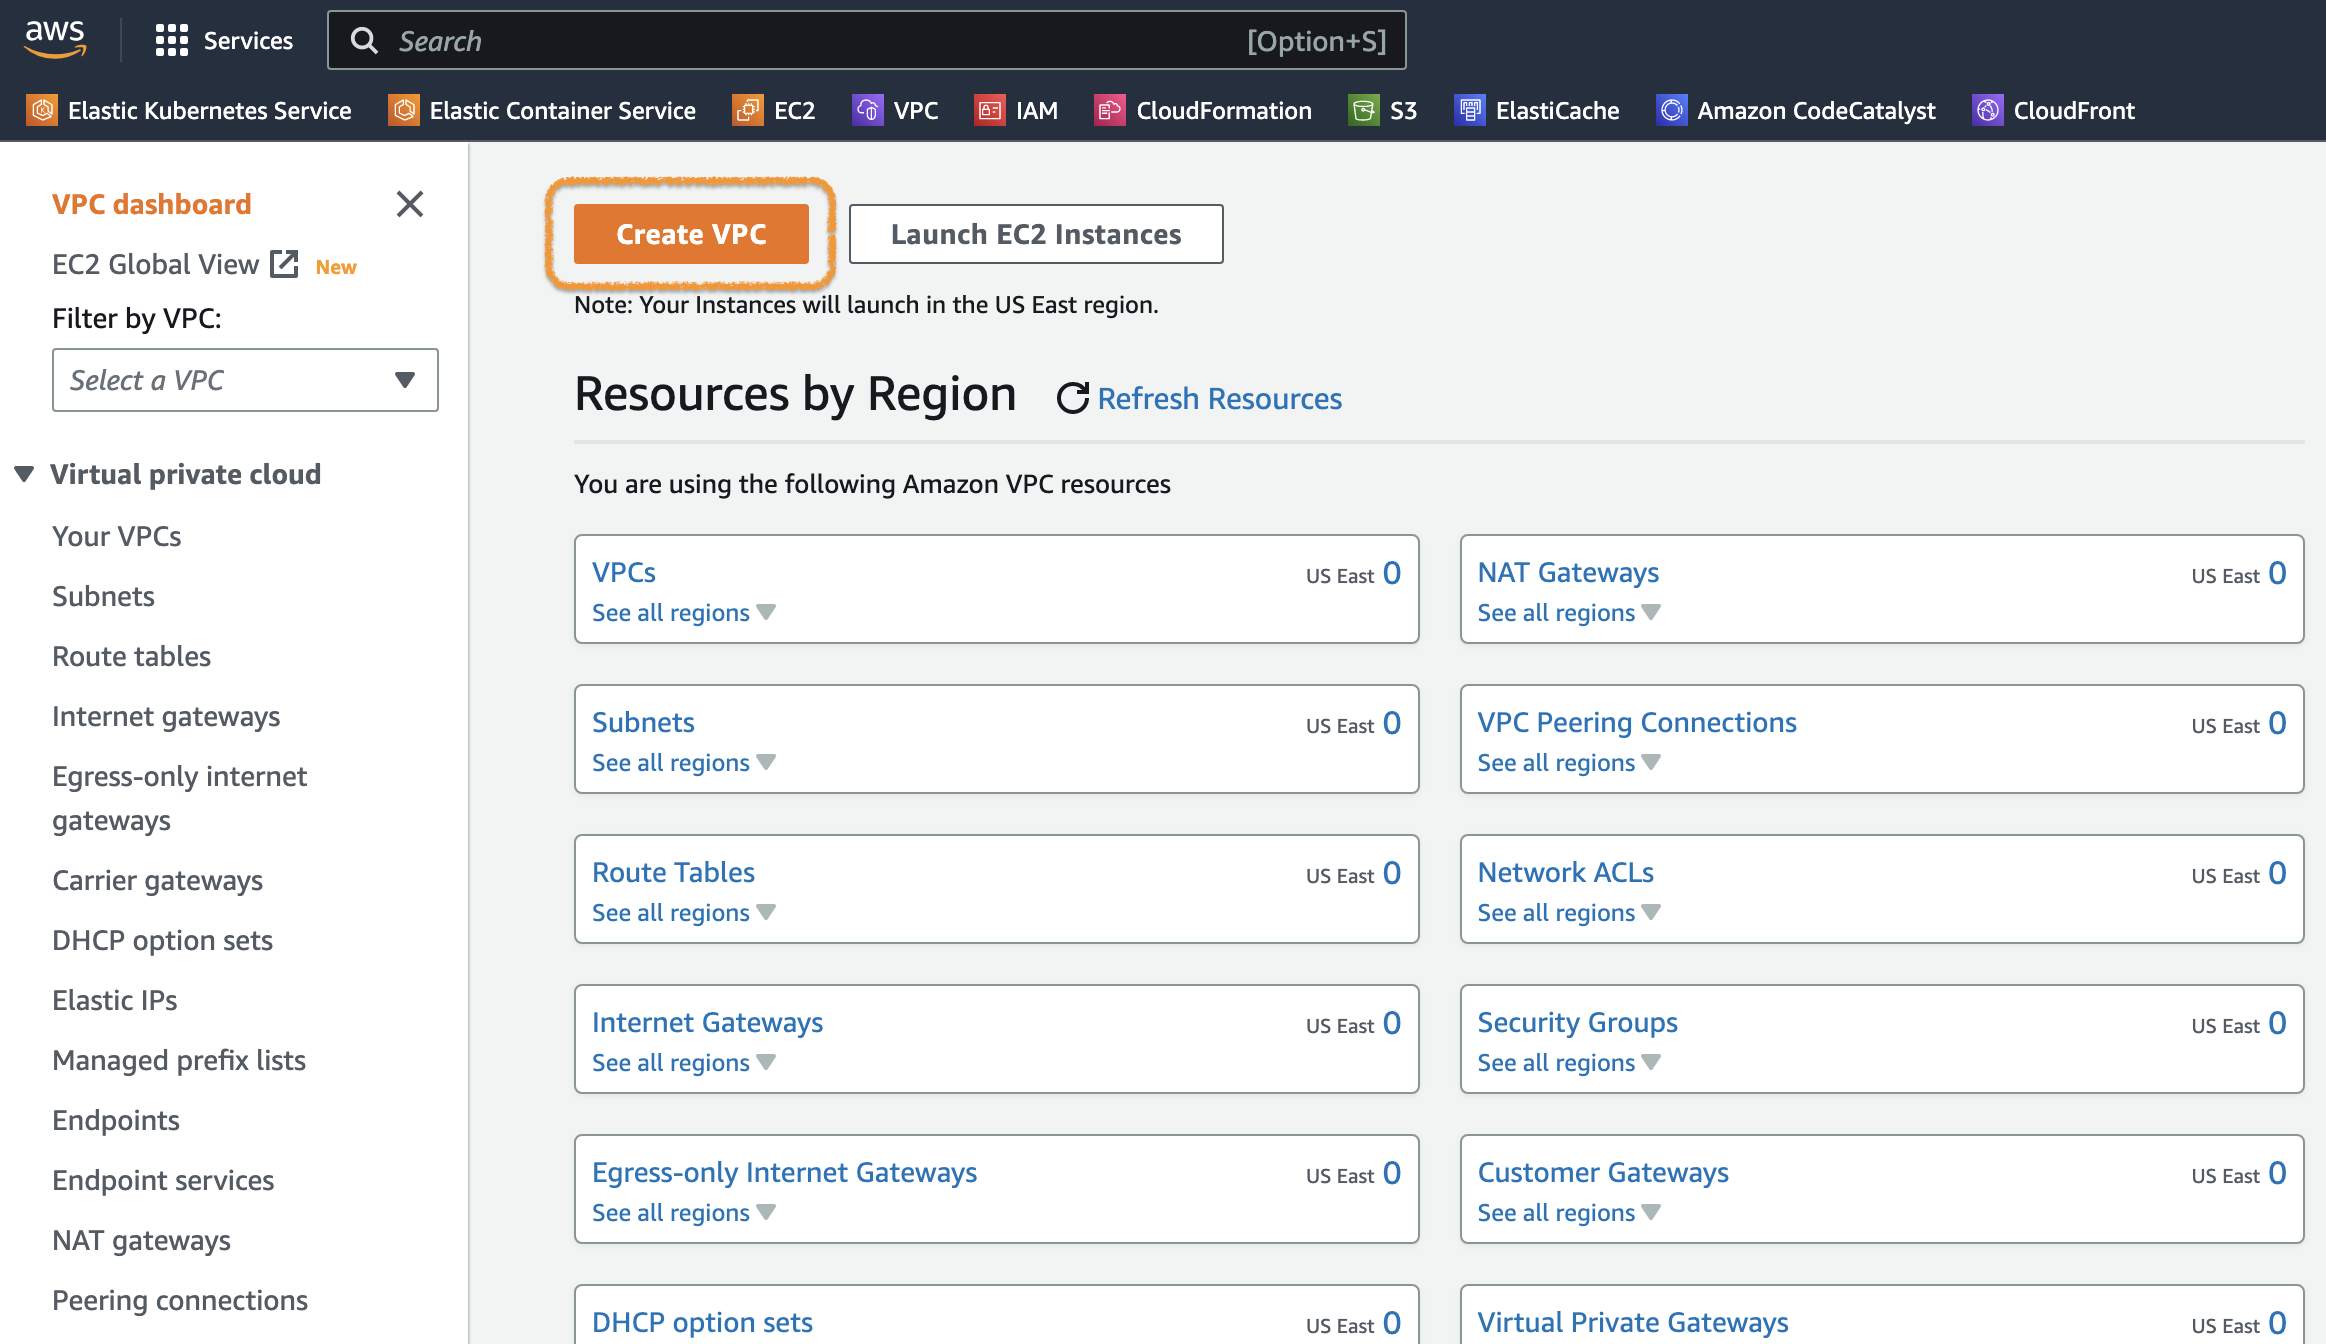 aws
Services
Search
[Option+S]
Elastic Kubernetes Service
Elastic Container Service
EC2
VPC
IAM
CloudFormation
S3
ElastiCache
Amazon CodeCatalyst
CloudFront
VPC dashboard
EC2 Global View New
Filter by VPC:
Select a VPC
Virtual private cloud
Your VPCs
Subnets
Route tables
Internet gateways
Egress-only internet
gateways
Carrier gateways
DHCP option sets
Elastic IPs
Managed prefix lists
Endpoints
Endpoint services
NAT gateways
Peering connections
Create VPC
Launch EC2 Instances
Note: Your Instances will launch in the US East region.
Resources by Region
Refresh Resources
You are using the following Amazon VPC resources
VPCs
US East 0
See all regions
NAT Gateways
US East 0
See all regions
Subnets
US East 0
See all regions
VPC Peering Connections
US East 0
See all regions
Route Tables
US East 0
See all regions
Network ACLs
US East 0
See all regions
Internet Gateways
US East 0
See all regions
Security Groups
US East 0
See all regions
Egress-only Internet Gateways
US East 0
See all regions
Customer Gateways
US East 0
See all regions
DHCP option sets
US East 0
Virtual Private Gateways
US East 0